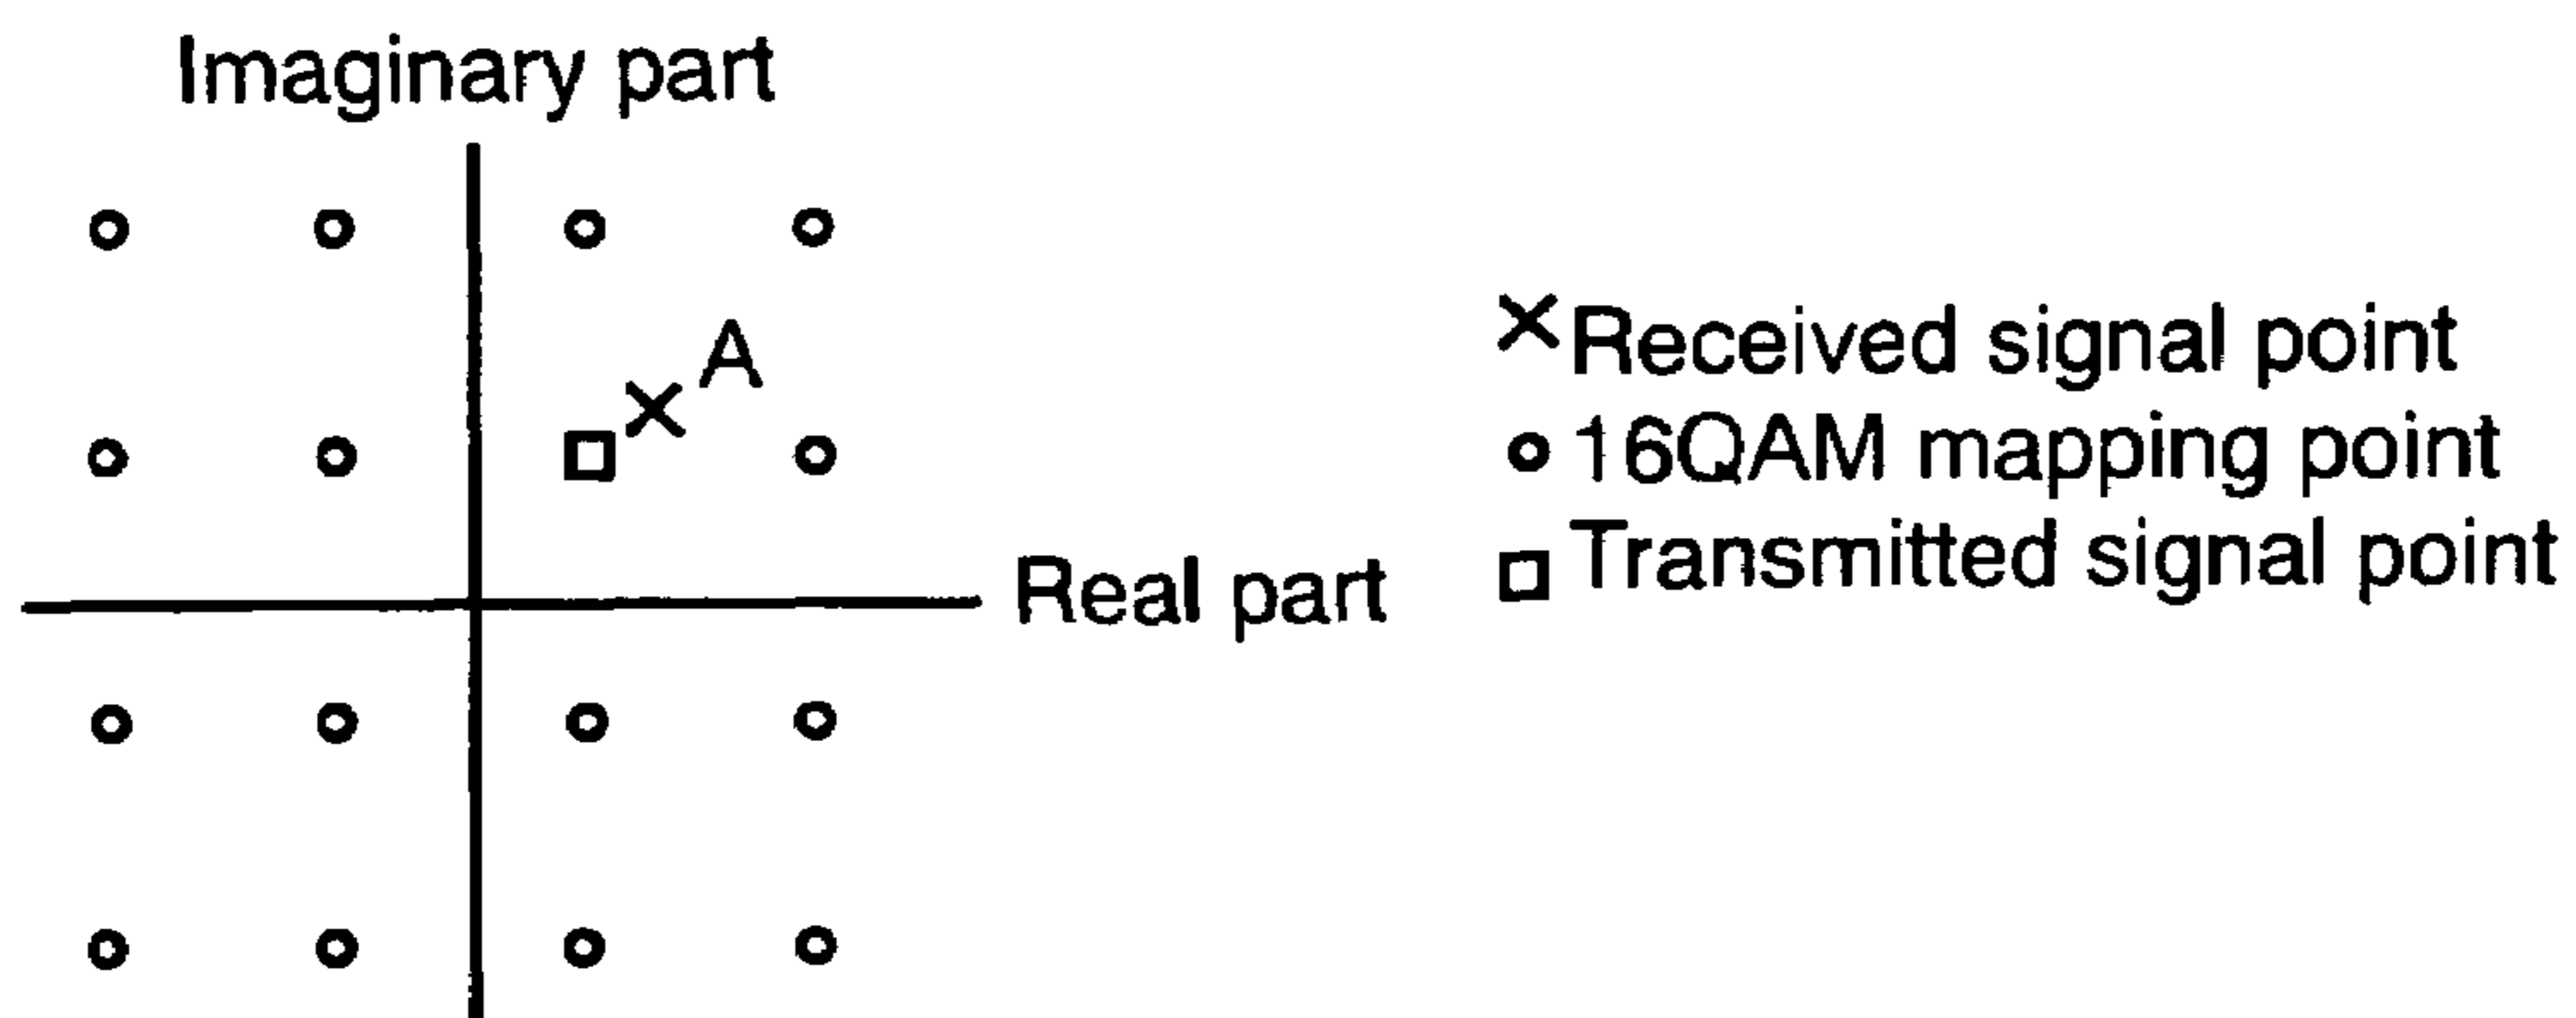 Imaginary part
A
Real part
Received signal point
16QAM mapping point
Transmitted signal point